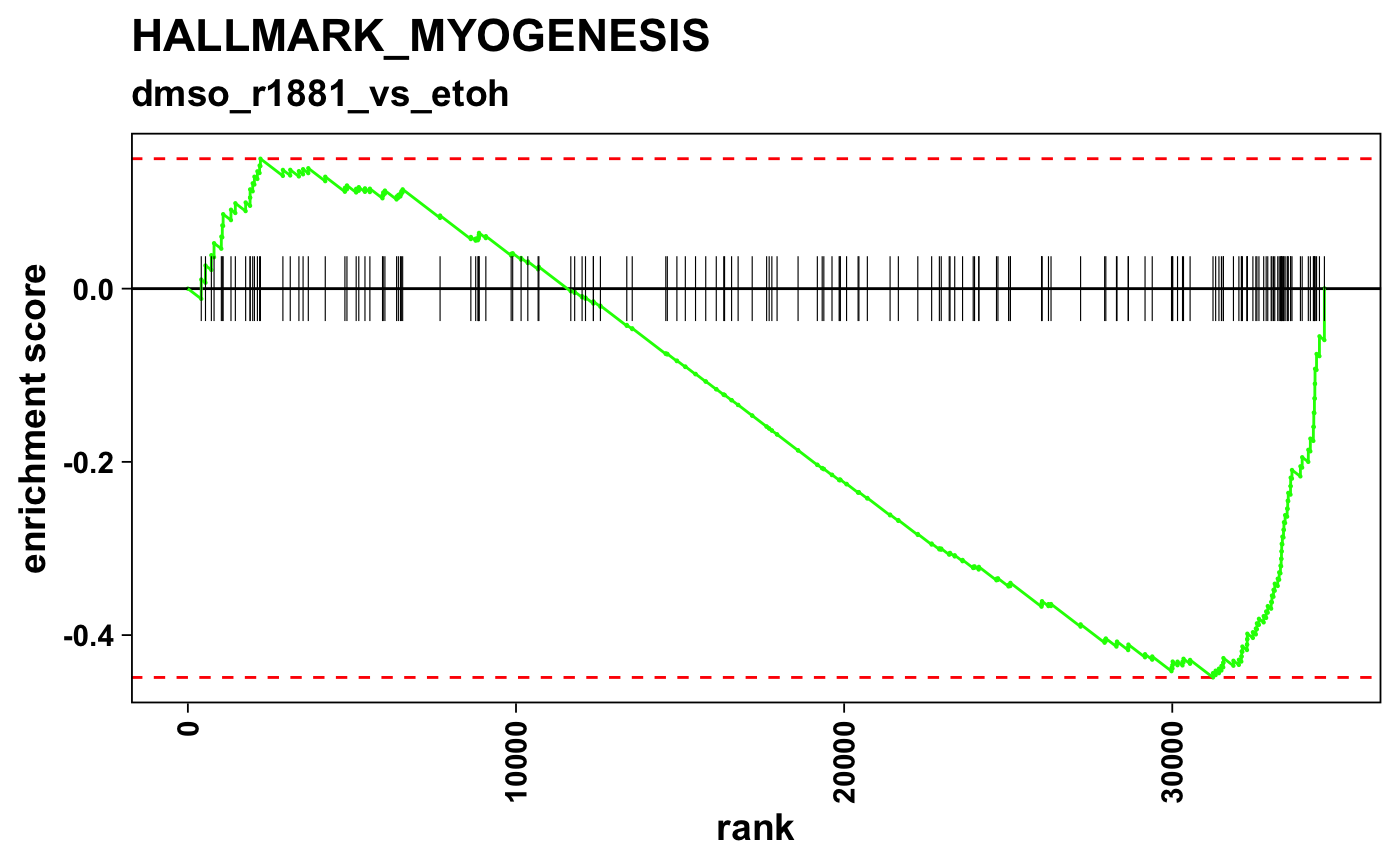 HALLMARK_MYOGENESIS
dmso_r1881_vs_etoh
enrichment score
0.0
-0.2
-0.4
0
10000
20000
30000
rank